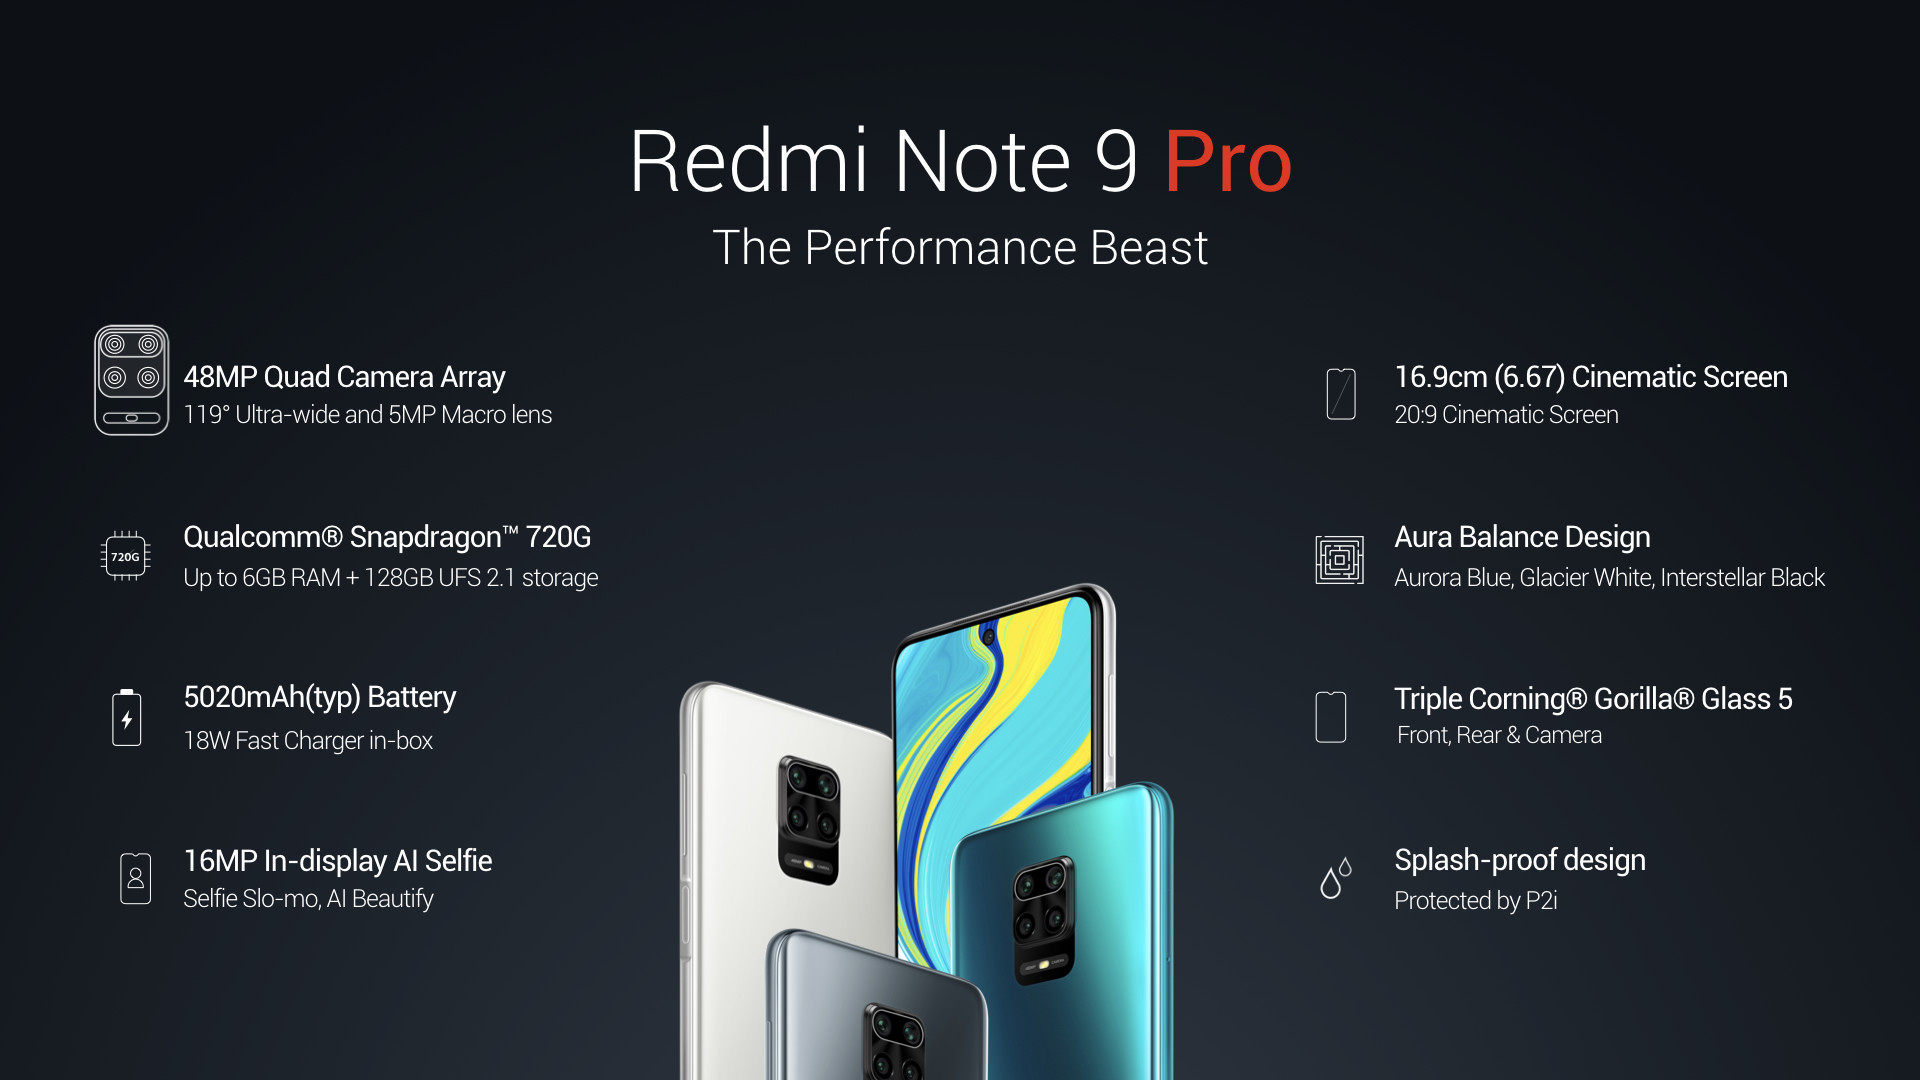 Redmi Note 9 Pro
The Performance Beast
48MP Quad Camera Array
119° Ultra-wide and 5MP Macro lens
720G
Qualcomm® Snapdragon™ 720G
Up to 6GB RAM + 128GB UFS 2.1 storage
5020mAh(typ) Battery
18W Fast Charger in-box
16MP In-display AI Selfie
Selfie Slo-mo, AI Beautify
16.9cm (6.67) Cinematic Screen
20:9 Cinematic Screen
Aura Balance Design
Aurora Blue, Glacier White, Interstellar Black
Triple Corning® Gorilla® Glass 5
Front, Rear & Camera
Splash-proof design
Protected by P2i